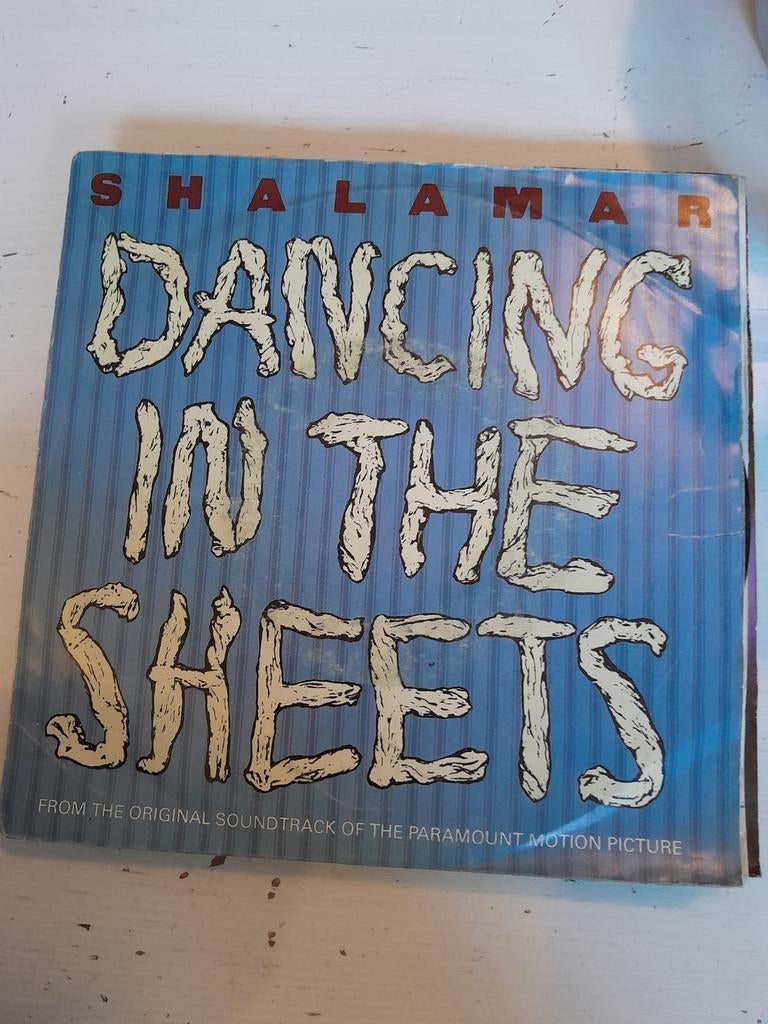 SHALAMAR
DANCING
IN THE
SHEETS
FROM THE ORIGINAL SOUNDTRACK OF THE PARAMOUNT MOTION PICTURE